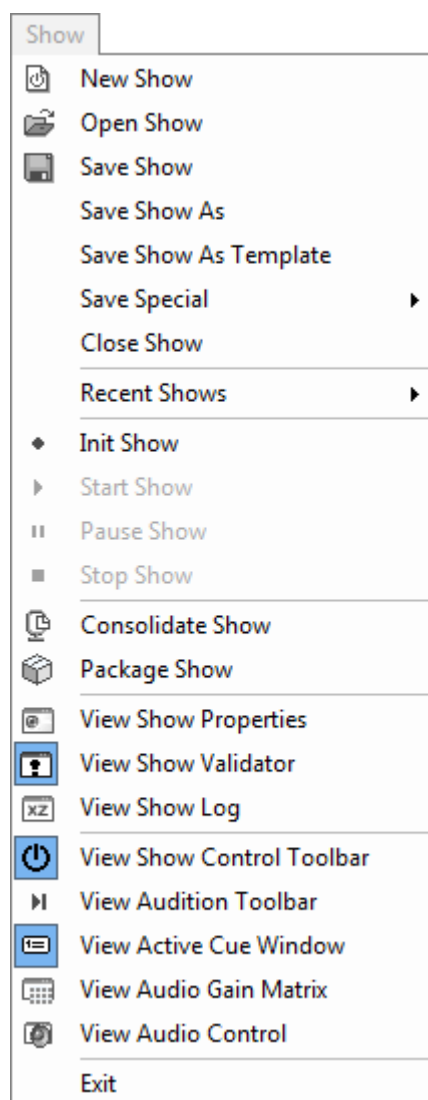 Show
New Show
Open Show
Save Show
Save Show As
Save Show As Template
Save Special
Close Show
Recent Shows
Init Show
Start Show
Pause Show
Stop Show
Consolidate Show
Package Show
View Show Properties
View Show Validator
XZ View Show Log
View Show Control Toolbar
View Audition Toolbar
View Active Cue Window
View Audio Gain Matrix
View Audio Control
Exit